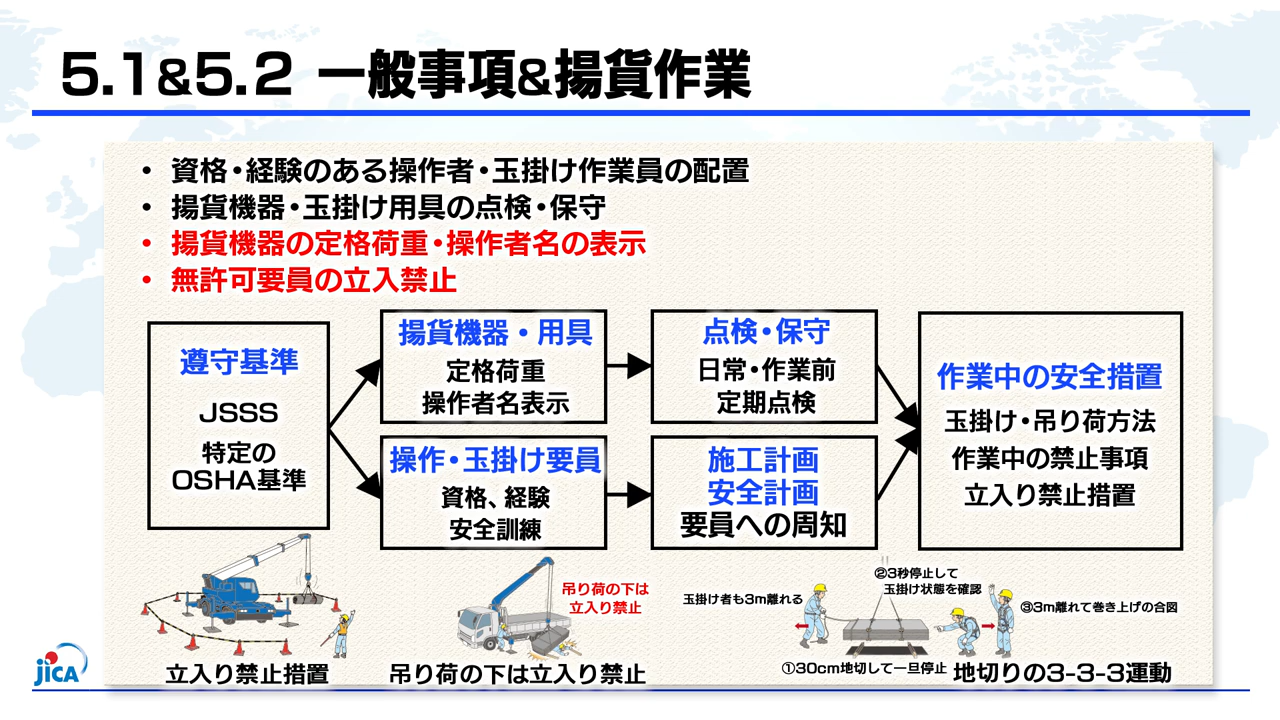 5.1&5.2 一般事項&揚貨作業
• 資格・経験のある操作者・玉掛け作業員の配置
• 揚貨機器・玉掛け用具の点検・保守
• 揚貨機器の定格荷重・操作者名の表示
• 無許可要員の立入禁止
遵守基準
JSSS
特定の
OSHA基準
揚貨機器・用具
定格荷重
操作者名表示
操作・玉掛け要員
資格、経験
安全訓練
点検・保守
日常・作業前
定期点検
施工計画
安全計画
要員への周知
作業中の安全措置
玉掛け・吊り荷方法
作業中の禁止事項
立入り禁止措置
立入り禁止措置
吊り荷の下は
立入り禁止
吊り荷の下は立入り禁止
玉掛け者も3m離れる
②3秒停止して
玉掛け状態を確認
③3m離れて巻き上げの合図
①30cm地切して一旦停止
地切りの3-3-3運動
jICA